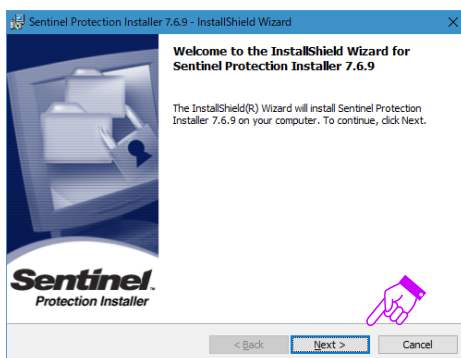 Sentinel Protection Installer 7.6.9 - InstallShield Wizard
Welcome to the InstallShield Wizard for
Sentinel Protection Installer 7.6.9
The InstallShield(R) Wizard will install Sentinel Protection
Installer 7.6.9 on your computer. To continue, click Next.
Sentinel.
Protection Installer
< Back
Next >
Cancel